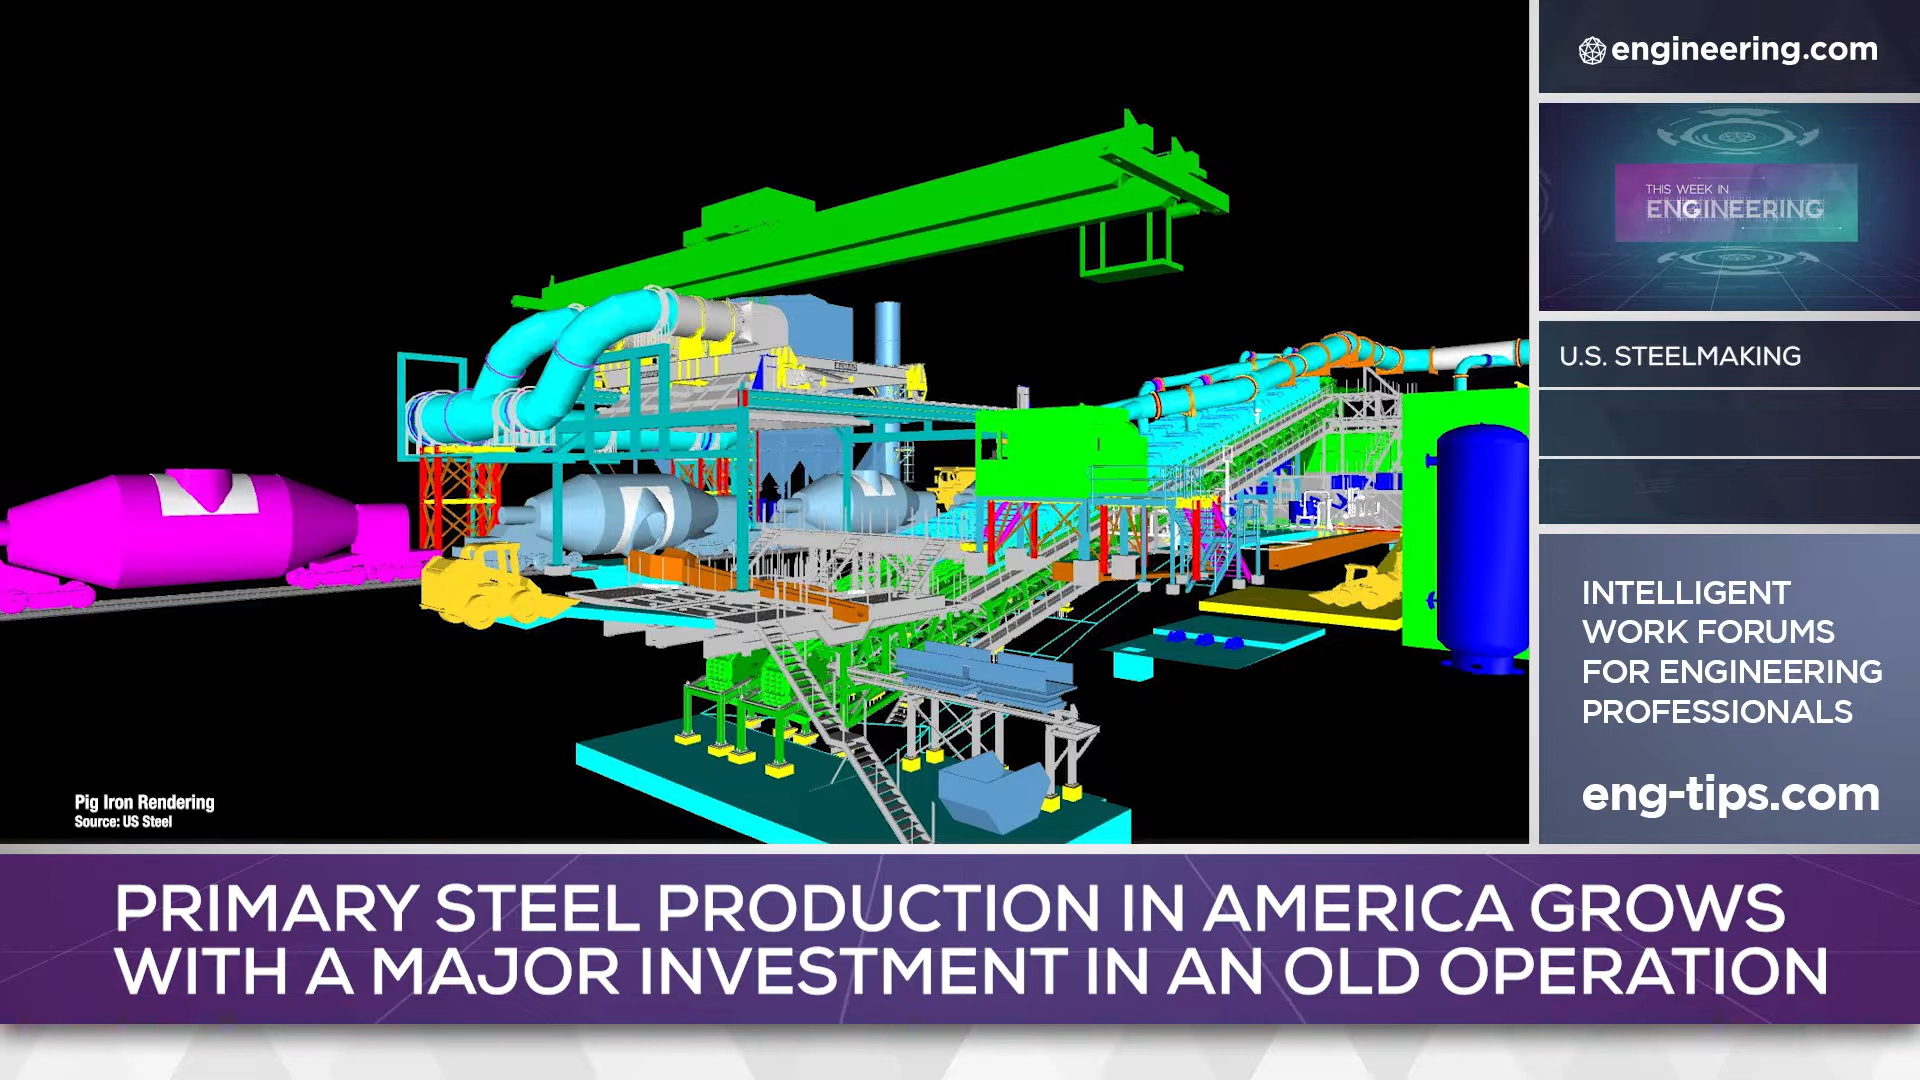 engineering.com
THIS WEEK IN
ENGINEERING
U.S. STEELMAKING
INTELLIGENT
WORK FORUMS
FOR ENGINEERING
PROFESSIONALS
eng-tips.com
Pig Iron Rendering
Source: US Steel
PRIMARY STEEL PRODUCTION IN AMERICA GROWS
WITH A MAJOR INVESTMENT IN AN OLD OPERATION